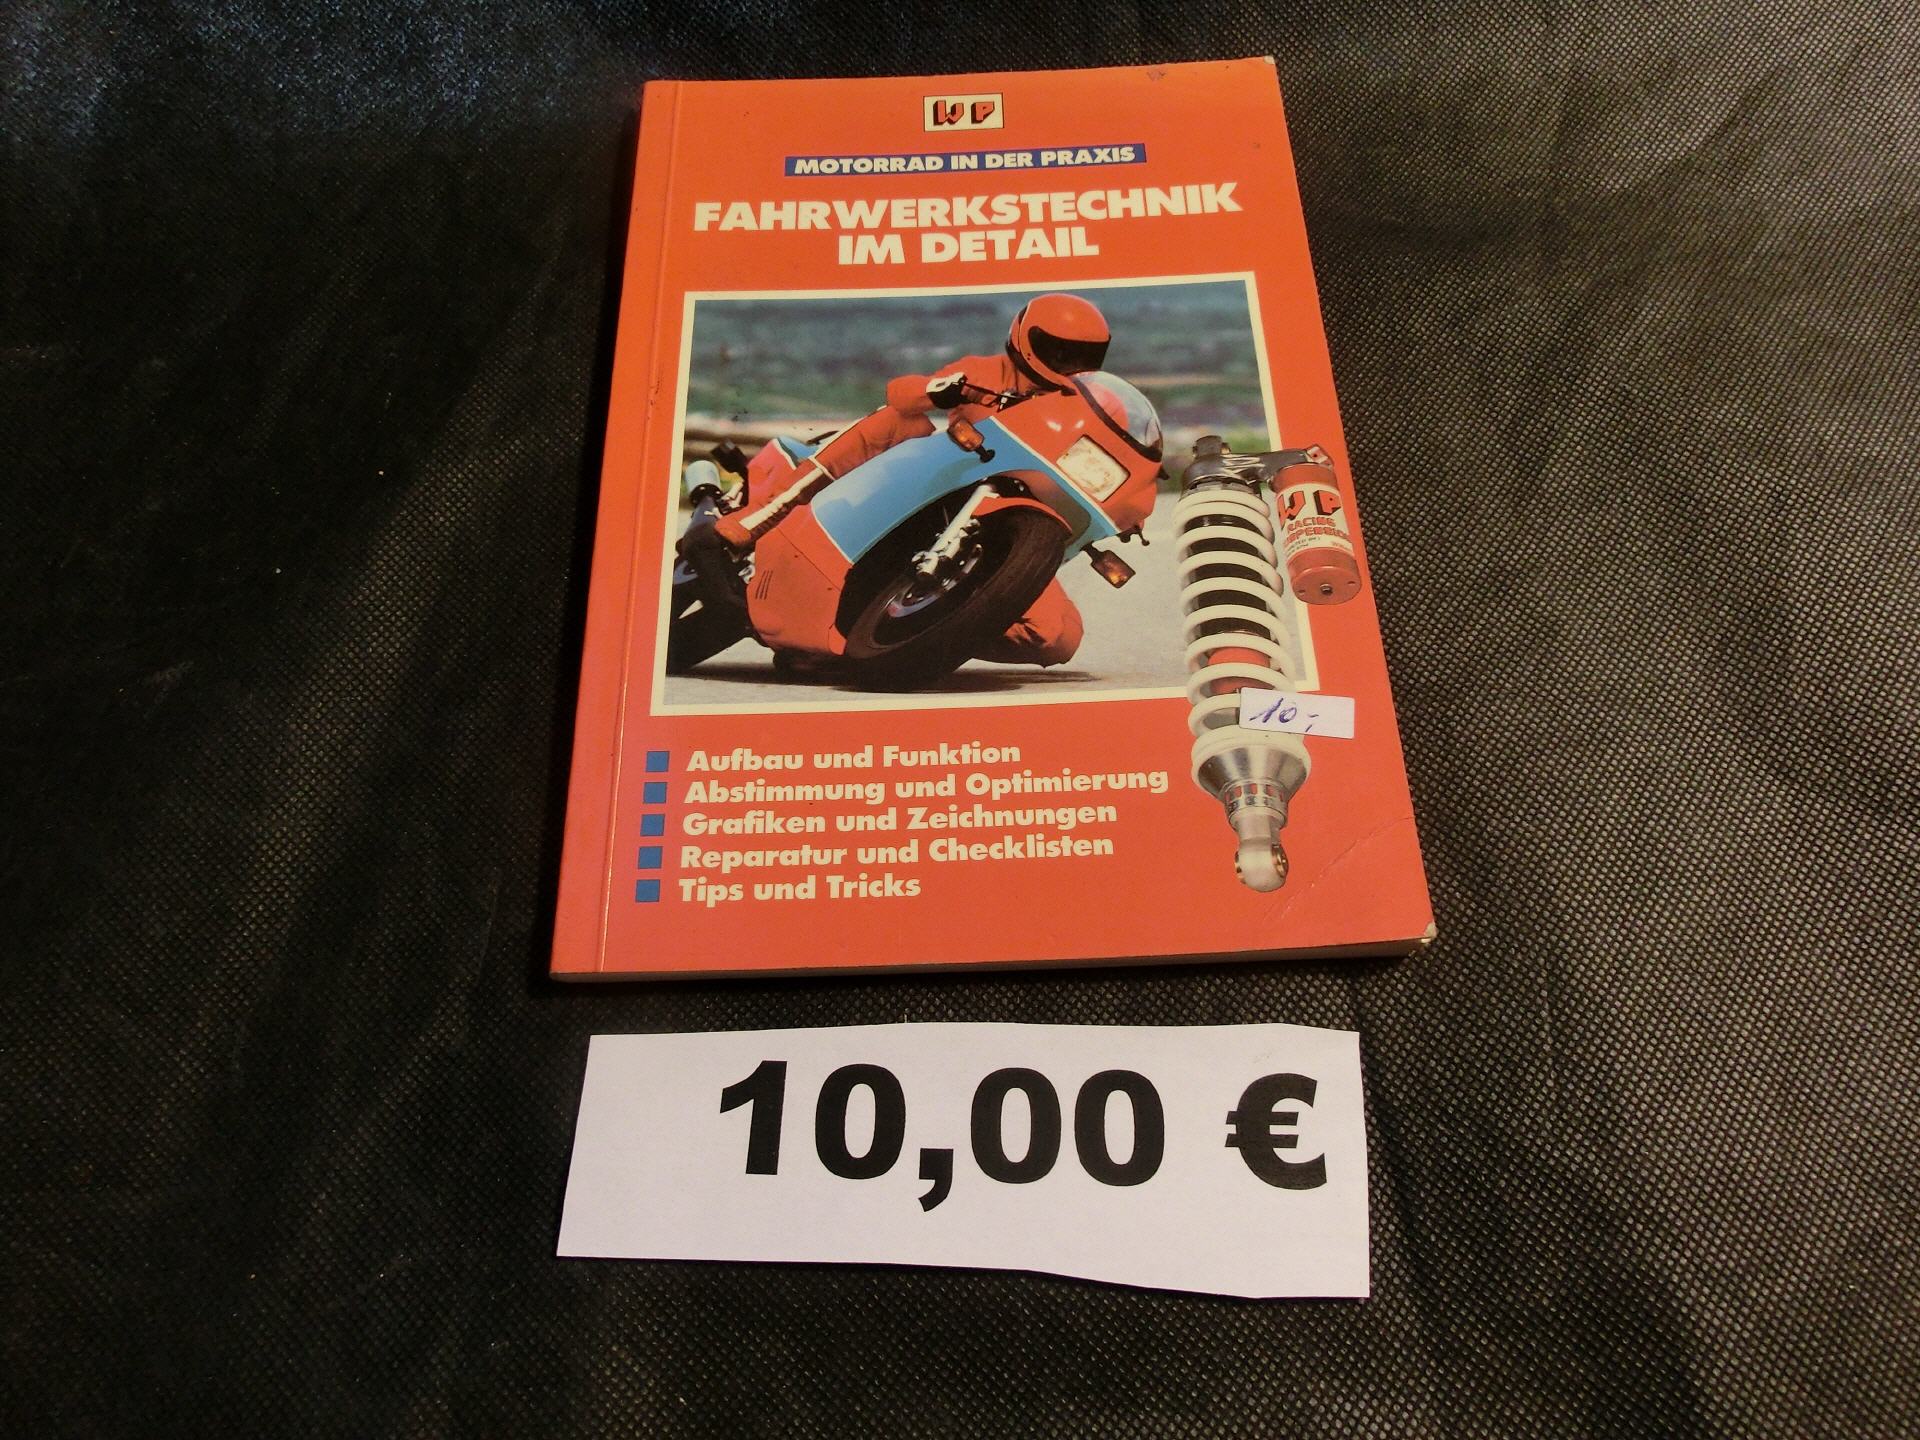 WP
MOTORRAD IN DER PRAXIS
FAHRWERKSTECHNIK
IM DETAIL
WP
RACING
SUSPENSION
10,-
Aufbau und Funktion
Abstimmung und Optimierung
Grafiken und Zeichnungen
Reparatur und Checklisten
Tips und Tricks
10,00 €